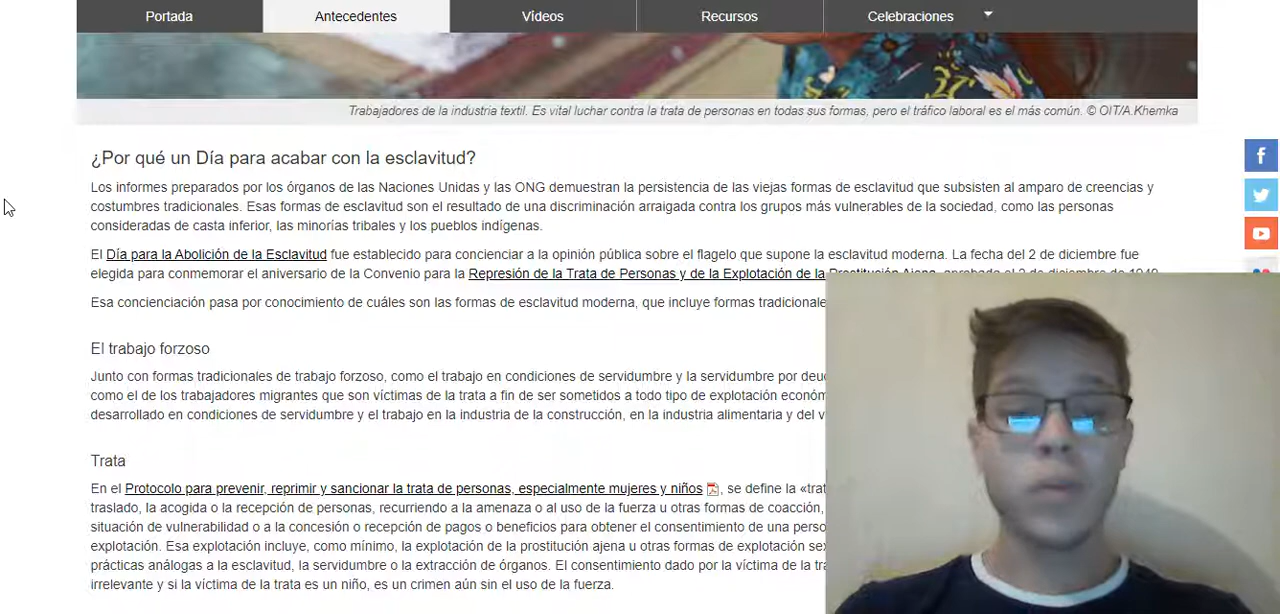 Portada
Antecedentes
Vídeos
Recursos
Celebraciones
Trabajadores de la industria textil. Es vital luchar contra la trata de personas en todas sus formas, pero el tráfico laboral es el más común. © OIT/A.Khemka
¿Por qué un Día para acabar con la esclavitud?
Los informes preparados por los órganos de las Naciones Unidas y las ONG demuestran la persistencia de las viejas formas de esclavitud que subsisten al amparo de creencias y
costumbres tradicionales. Esas formas de esclavitud son el resultado de una discriminación arraigada contra los grupos más vulnerables de la sociedad, como las personas
consideradas de casta inferior, las minorías tribales y los pueblos indígenas.
El Día para la Abolición de la Esclavitud fue establecido para concienciar a la opinión pública sobre el flagelo que supone la esclavitud moderna. La fecha del 2 de diciembre fue
elegida para conmemorar el aniversario de la Convenio para la Represión de la Trata de Personas y de la Explotación de la Prostitución Ajena, aprobado el 2 de diciembre de 1949
Esa concienciación pasa por conocimiento de cuáles son las formas de esclavitud moderna, que incluye formas tradicionale
El trabajo forzoso
Junto con formas tradicionales de trabajo forzoso, como el trabajo en condiciones de servidumbre y la servidumbre por deu
como el de los trabajadores migrantes que son víctimas de la trata a fin de ser sometidos a todo tipo de explotación econó
desarrollado en condiciones de servidumbre y el trabajo en la industria de la construcción, en la industria alimentaria y del v
Trata
En el Protocolo para prevenir, reprimir y sancionar la trata de personas, especialmente mujeres y niños , se define la «trat
traslado, la acogida o la recepción de personas, recurriendo a la amenaza o al uso de la fuerza u otras formas de coacción,
situación de vulnerabilidad o a la concesión o recepción de pagos o beneficios para obtener el consentimiento de una perso
explotación. Esa explotación incluye, como mínimo, la explotación de la prostitución ajena u otras formas de explotación sex
prácticas análogas a la esclavitud, la servidumbre o la extracción de órganos. El consentimiento dado por la víctima de la tra
irrelevante y si la víctima de la trata es un niño, es un crimen aún sin el uso de la fuerza.